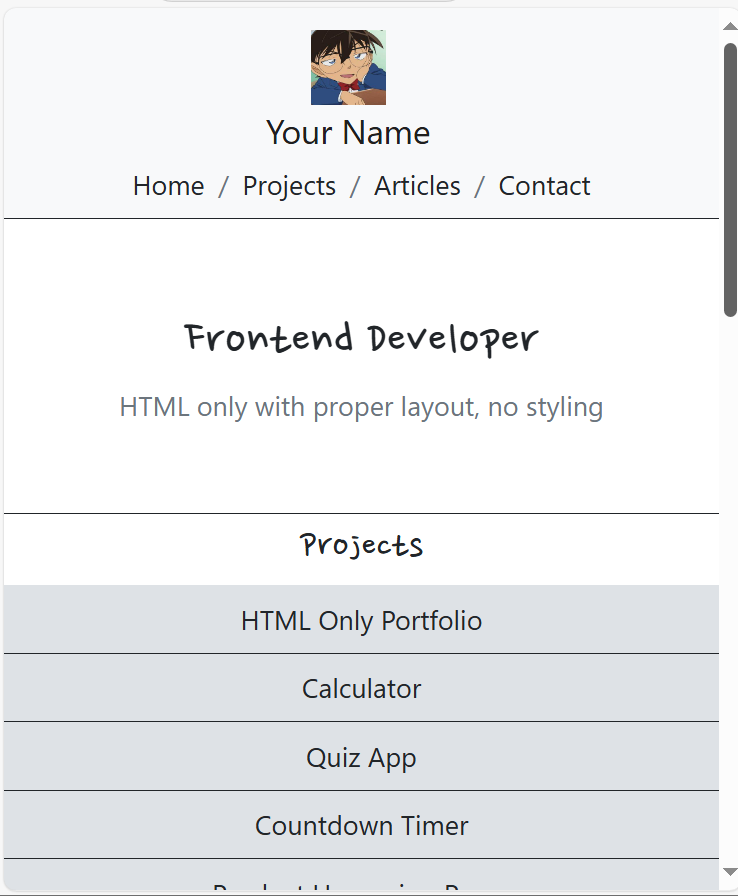 Your Name
Home / Projects / Articles / Contact
Frontend Developer
HTML only with proper layout, no styling
Projects
HTML Only Portfolio
Calculator
Quiz App
Countdown Timer